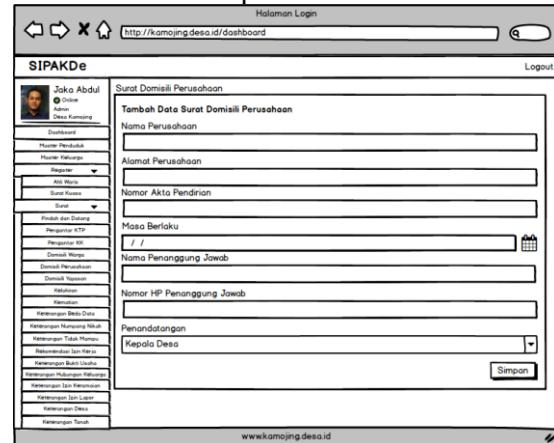 Halaman Login
http://kamojing.desa.id/dashboard
SIPAKDe
Logout
Jaka Abdul
Online
Admin
Desa Kamojing
Dashboard
Master Penduduk
Master Keluarga
Register
Ahli Waris
Surat Kuasa
Surat
Pindah dan Datang
Pengantar KTP
Pengantar KK
Domisili Warga
Domisili Perusahaan
Domisili Yayasan
Kelahiran
Kematian
Keterangan Beda Data
Keterangan Numpang Nikah
Keterangan Tidak Mampu
Rekomendasi Izin Kerja
Keterangan Bukti Usaha
Keterangan Hubungan Keluarga
Keterangan Izin Keramaian
Keterangan Izin Lapor
Keterangan Desa
Keterangan Tanah
Surat Domisili Perusahaan
Tambah Data Surat Domisili Perusahaan
Nama Perusahaan
Alamat Perusahaan
Nomor Akta Pendirian
Masa Berlaku
/ /
Nama Penanggung Jawab
Nomor HP Penanggung Jawab
Penandatangan
Kepala Desa
Simpan
www.kamojing.desa.id